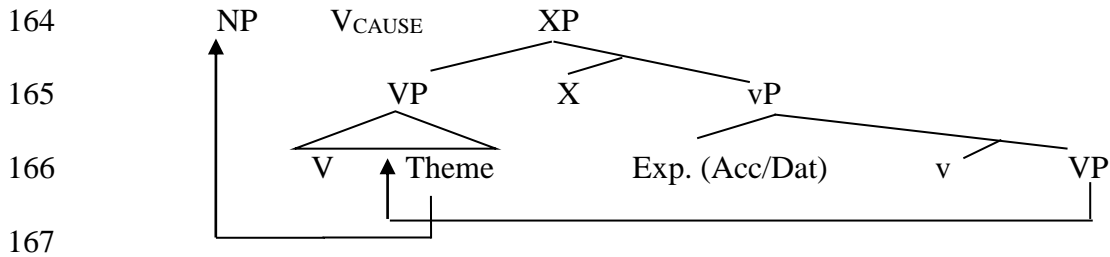 164 NP V_CAUSE XP
165 VP X vP
166 V Theme Exp. (Acc/Dat) v VP
167